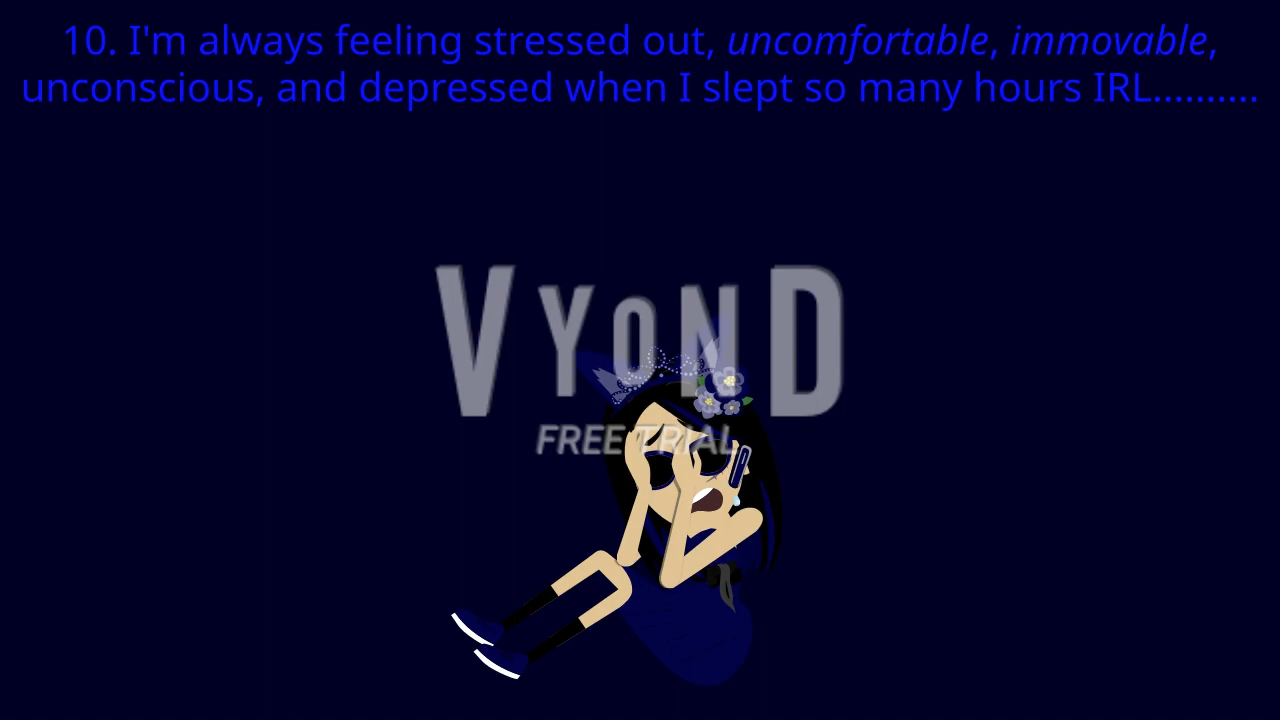 10. I'm always feeling stressed out, uncomfortable, immovable,
unconscious, and depressed when I slept so many hours IRL..........
VYOND
FREE TRIAL